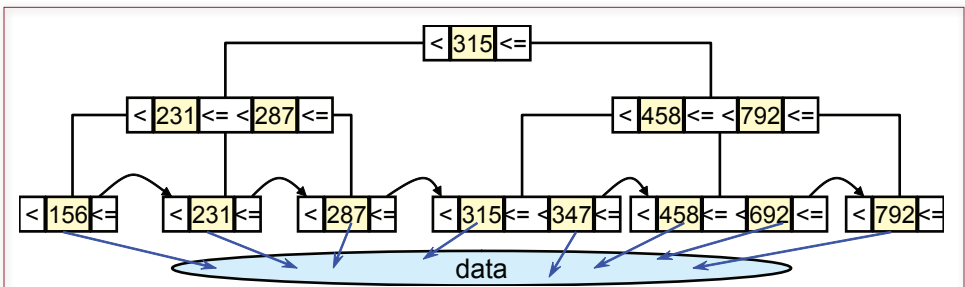 < 315 <=
< 231 <= < 287 <= < 458 <= < 792 <=
< 156 <= < 231 <= < 287 <= < 315 <= < 347 <= < 458 <= < 692 <= < 792 <=
data